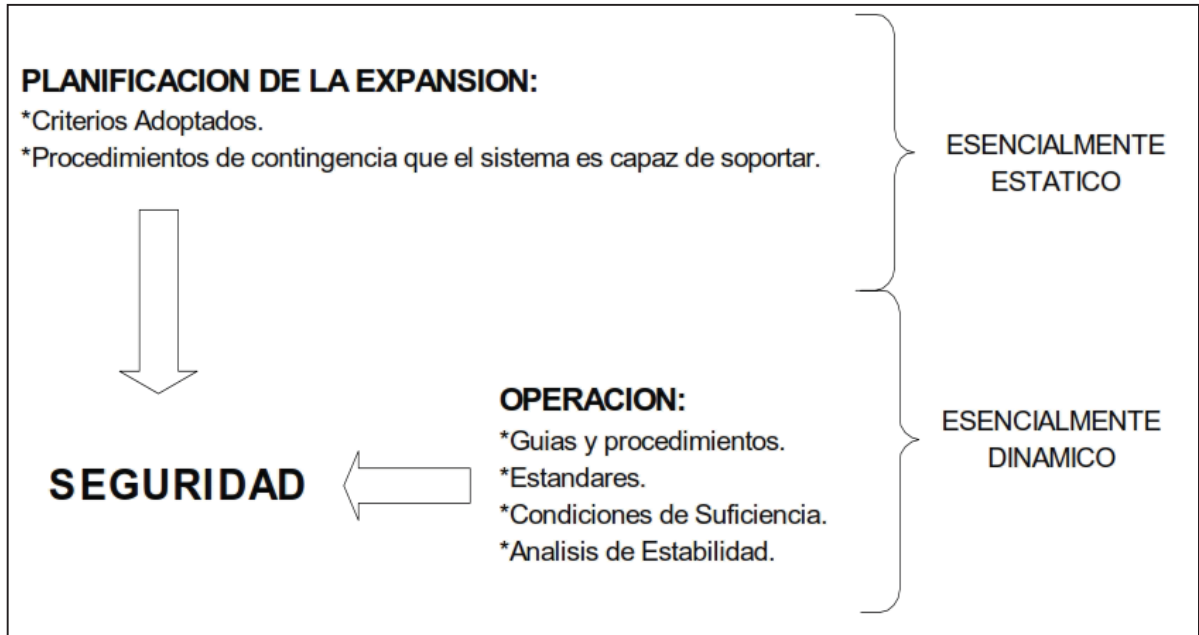 PLANIFICACION DE LA EXPANSION:
*Criterios Adoptados.
*Procedimientos de contingencia que el sistema es capaz de soportar.
ESENCIALMENTE
ESTATICO
SEGURIDAD
OPERACION:
*Guias y procedimientos.
*Estandares.
*Condiciones de Suficiencia.
*Analisis de Estabilidad.
ESENCIALMENTE
DINAMICO